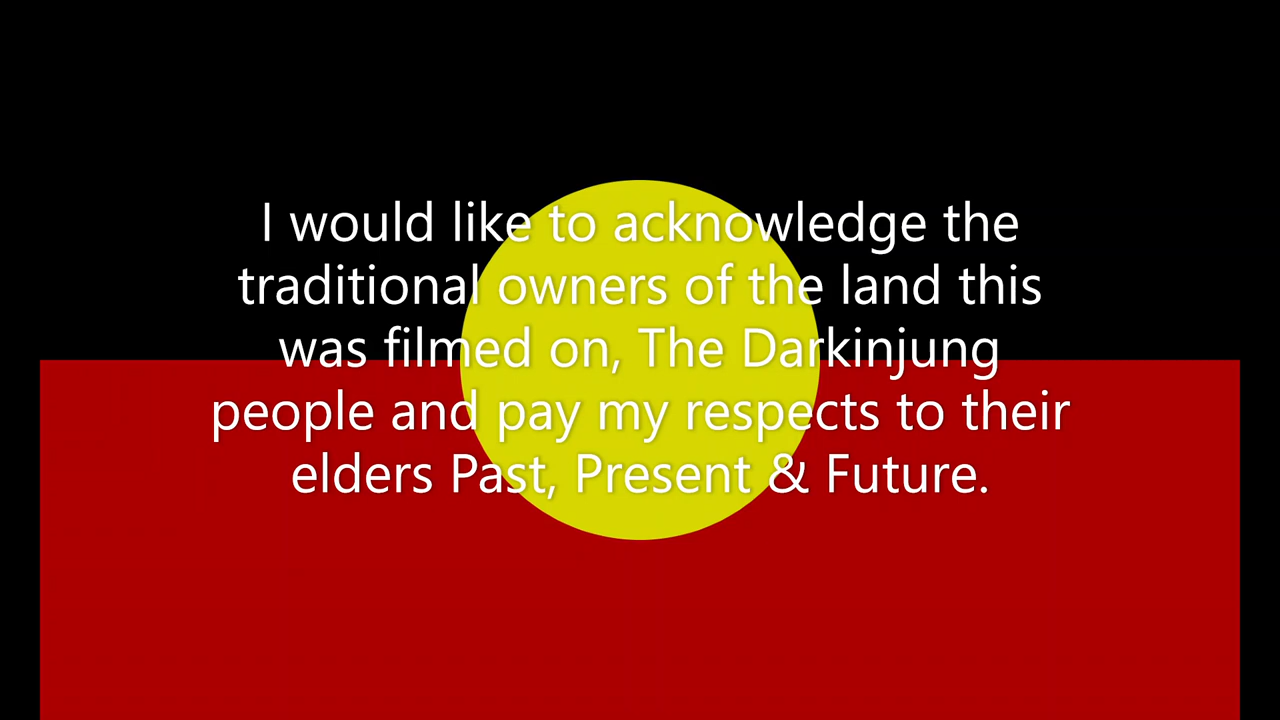 I would like to acknowledge the
traditional owners of the land this
was filmed on, The Darkinjung
people and pay my respects to their
elders Past, Present & Future.